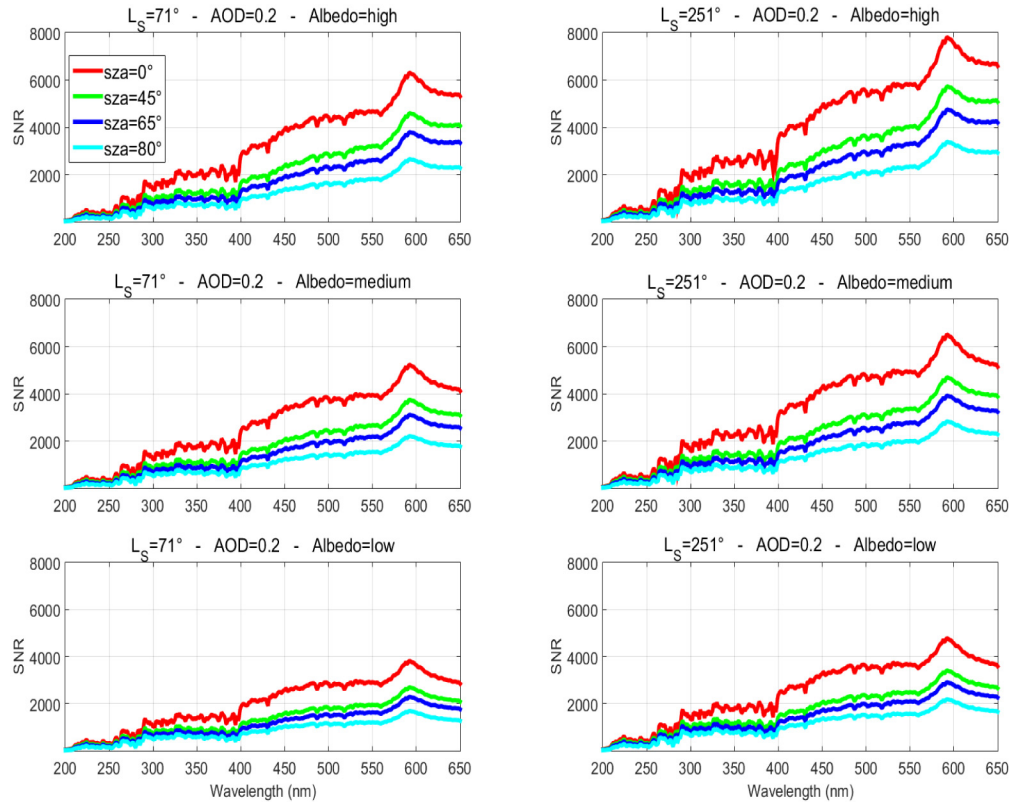 L_S=71° - AOD=0.2 - Albedo=high
8000
6000
4000
2000
SNR
sza=0°
sza=45°
sza=65°
sza=80°
200 250 300 350 400 450 500 550 600 650
L_S=251° - AOD=0.2 - Albedo=high
8000
6000
4000
2000
SNR
200 250 300 350 400 450 500 550 600 650
L_S=71° - AOD=0.2 - Albedo=medium
8000
6000
4000
2000
SNR
200 250 300 350 400 450 500 550 600 650
L_S=251° - AOD=0.2 - Albedo=medium
8000
6000
4000
2000
SNR
200 250 300 350 400 450 500 550 600 650
L_S=71° - AOD=0.2 - Albedo=low
8000
6000
4000
2000
SNR
200 250 300 350 400 450 500 550 600 650
Wavelength (nm)
L_S=251° - AOD=0.2 - Albedo=low
8000
6000
4000
2000
SNR
200 250 300 350 400 450 500 550 600 650
Wavelength (nm)